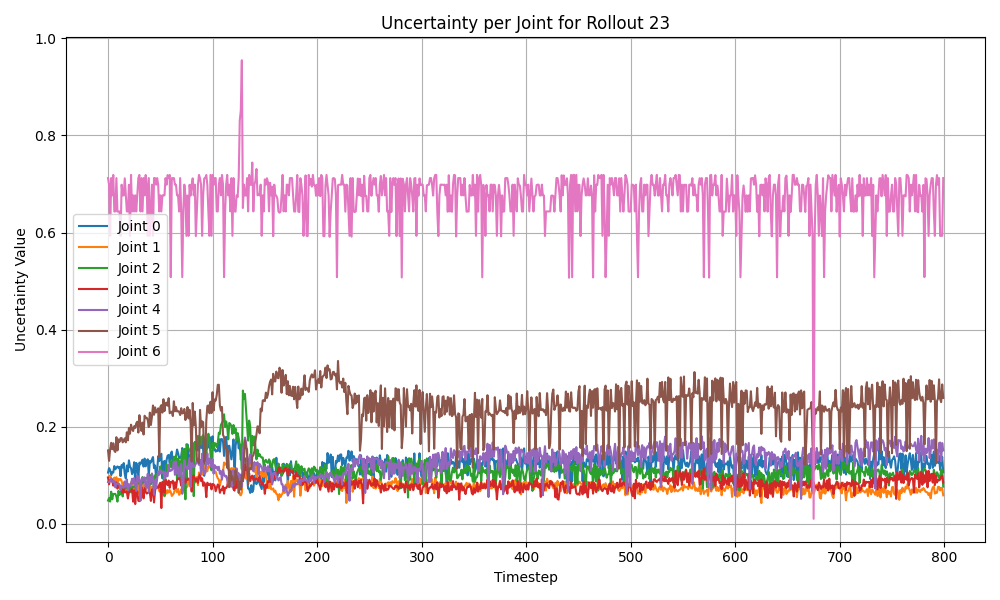 Uncertainty per Joint for Rollout 23
Uncertainty Value
1.0
0.8
0.6
0.4
0.2
0.0
Joint 0
Joint 1
Joint 2
Joint 3
Joint 4
Joint 5
Joint 6
0 100 200 300 400 500 600 700 800
Timestep